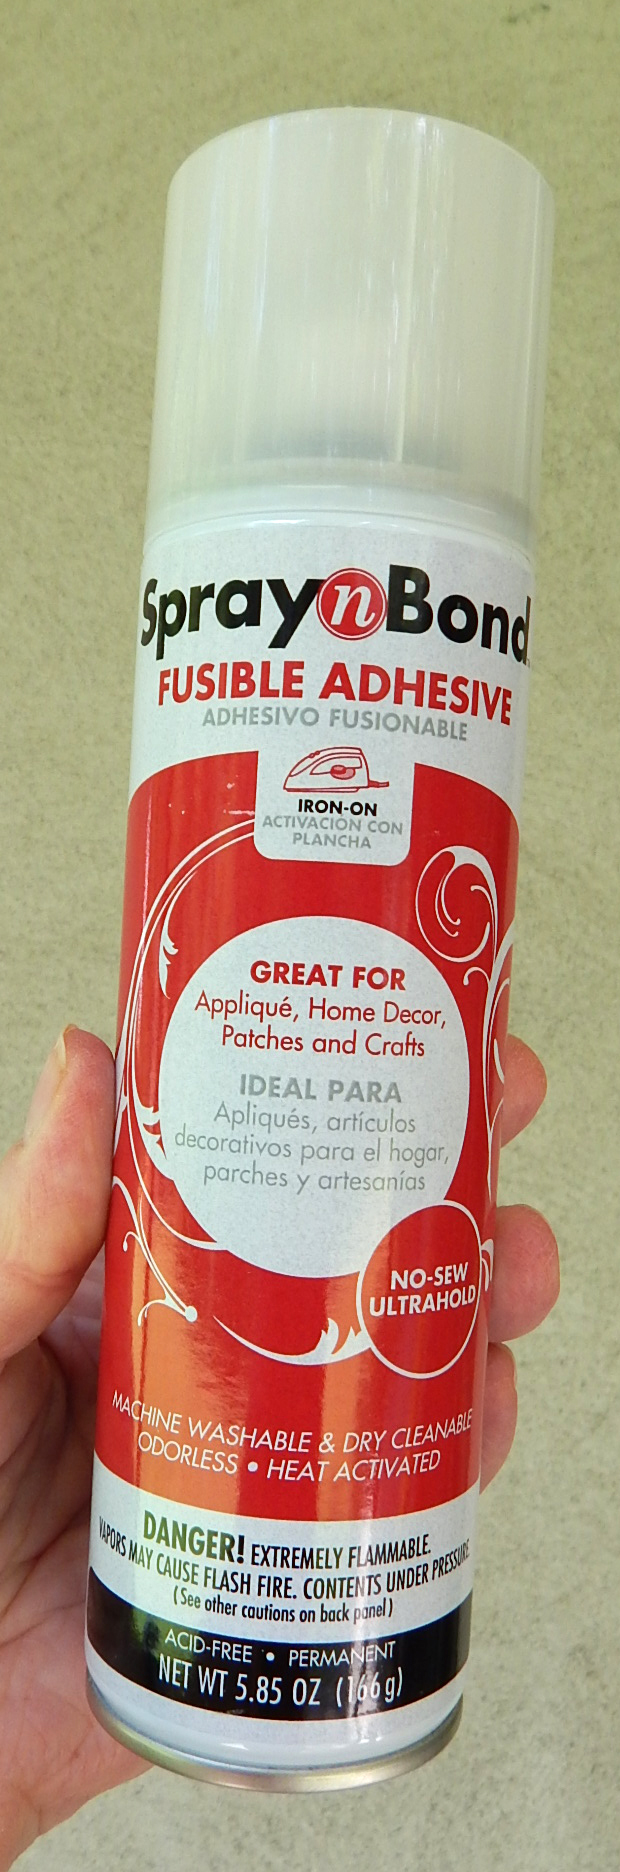 Spray n Bond
FUSIBLE ADHESIVE
ADHESIVO FUSIONABLE
IRON-ON
ACTIVACIÓN CON
PLANCHA
GREAT FOR
Appliqué, Home Decor,
Patches and Crafts
IDEAL PARA
Apliqués, artículos
decorativos para el hogar,
parches y artesanías
NO-SEW
ULTRAHOLD
MACHINE WASHABLE & DRY CLEANABLE
ODORLESS • HEAT ACTIVATED
DANGER! EXTREMELY FLAMMABLE.
VAPORS MAY CAUSE FLASH FIRE. CONTENTS UNDER PRESSURE.
(See other cautions on back panel)
ACID-FREE • PERMANENT
NET WT 5.85 OZ (166g)